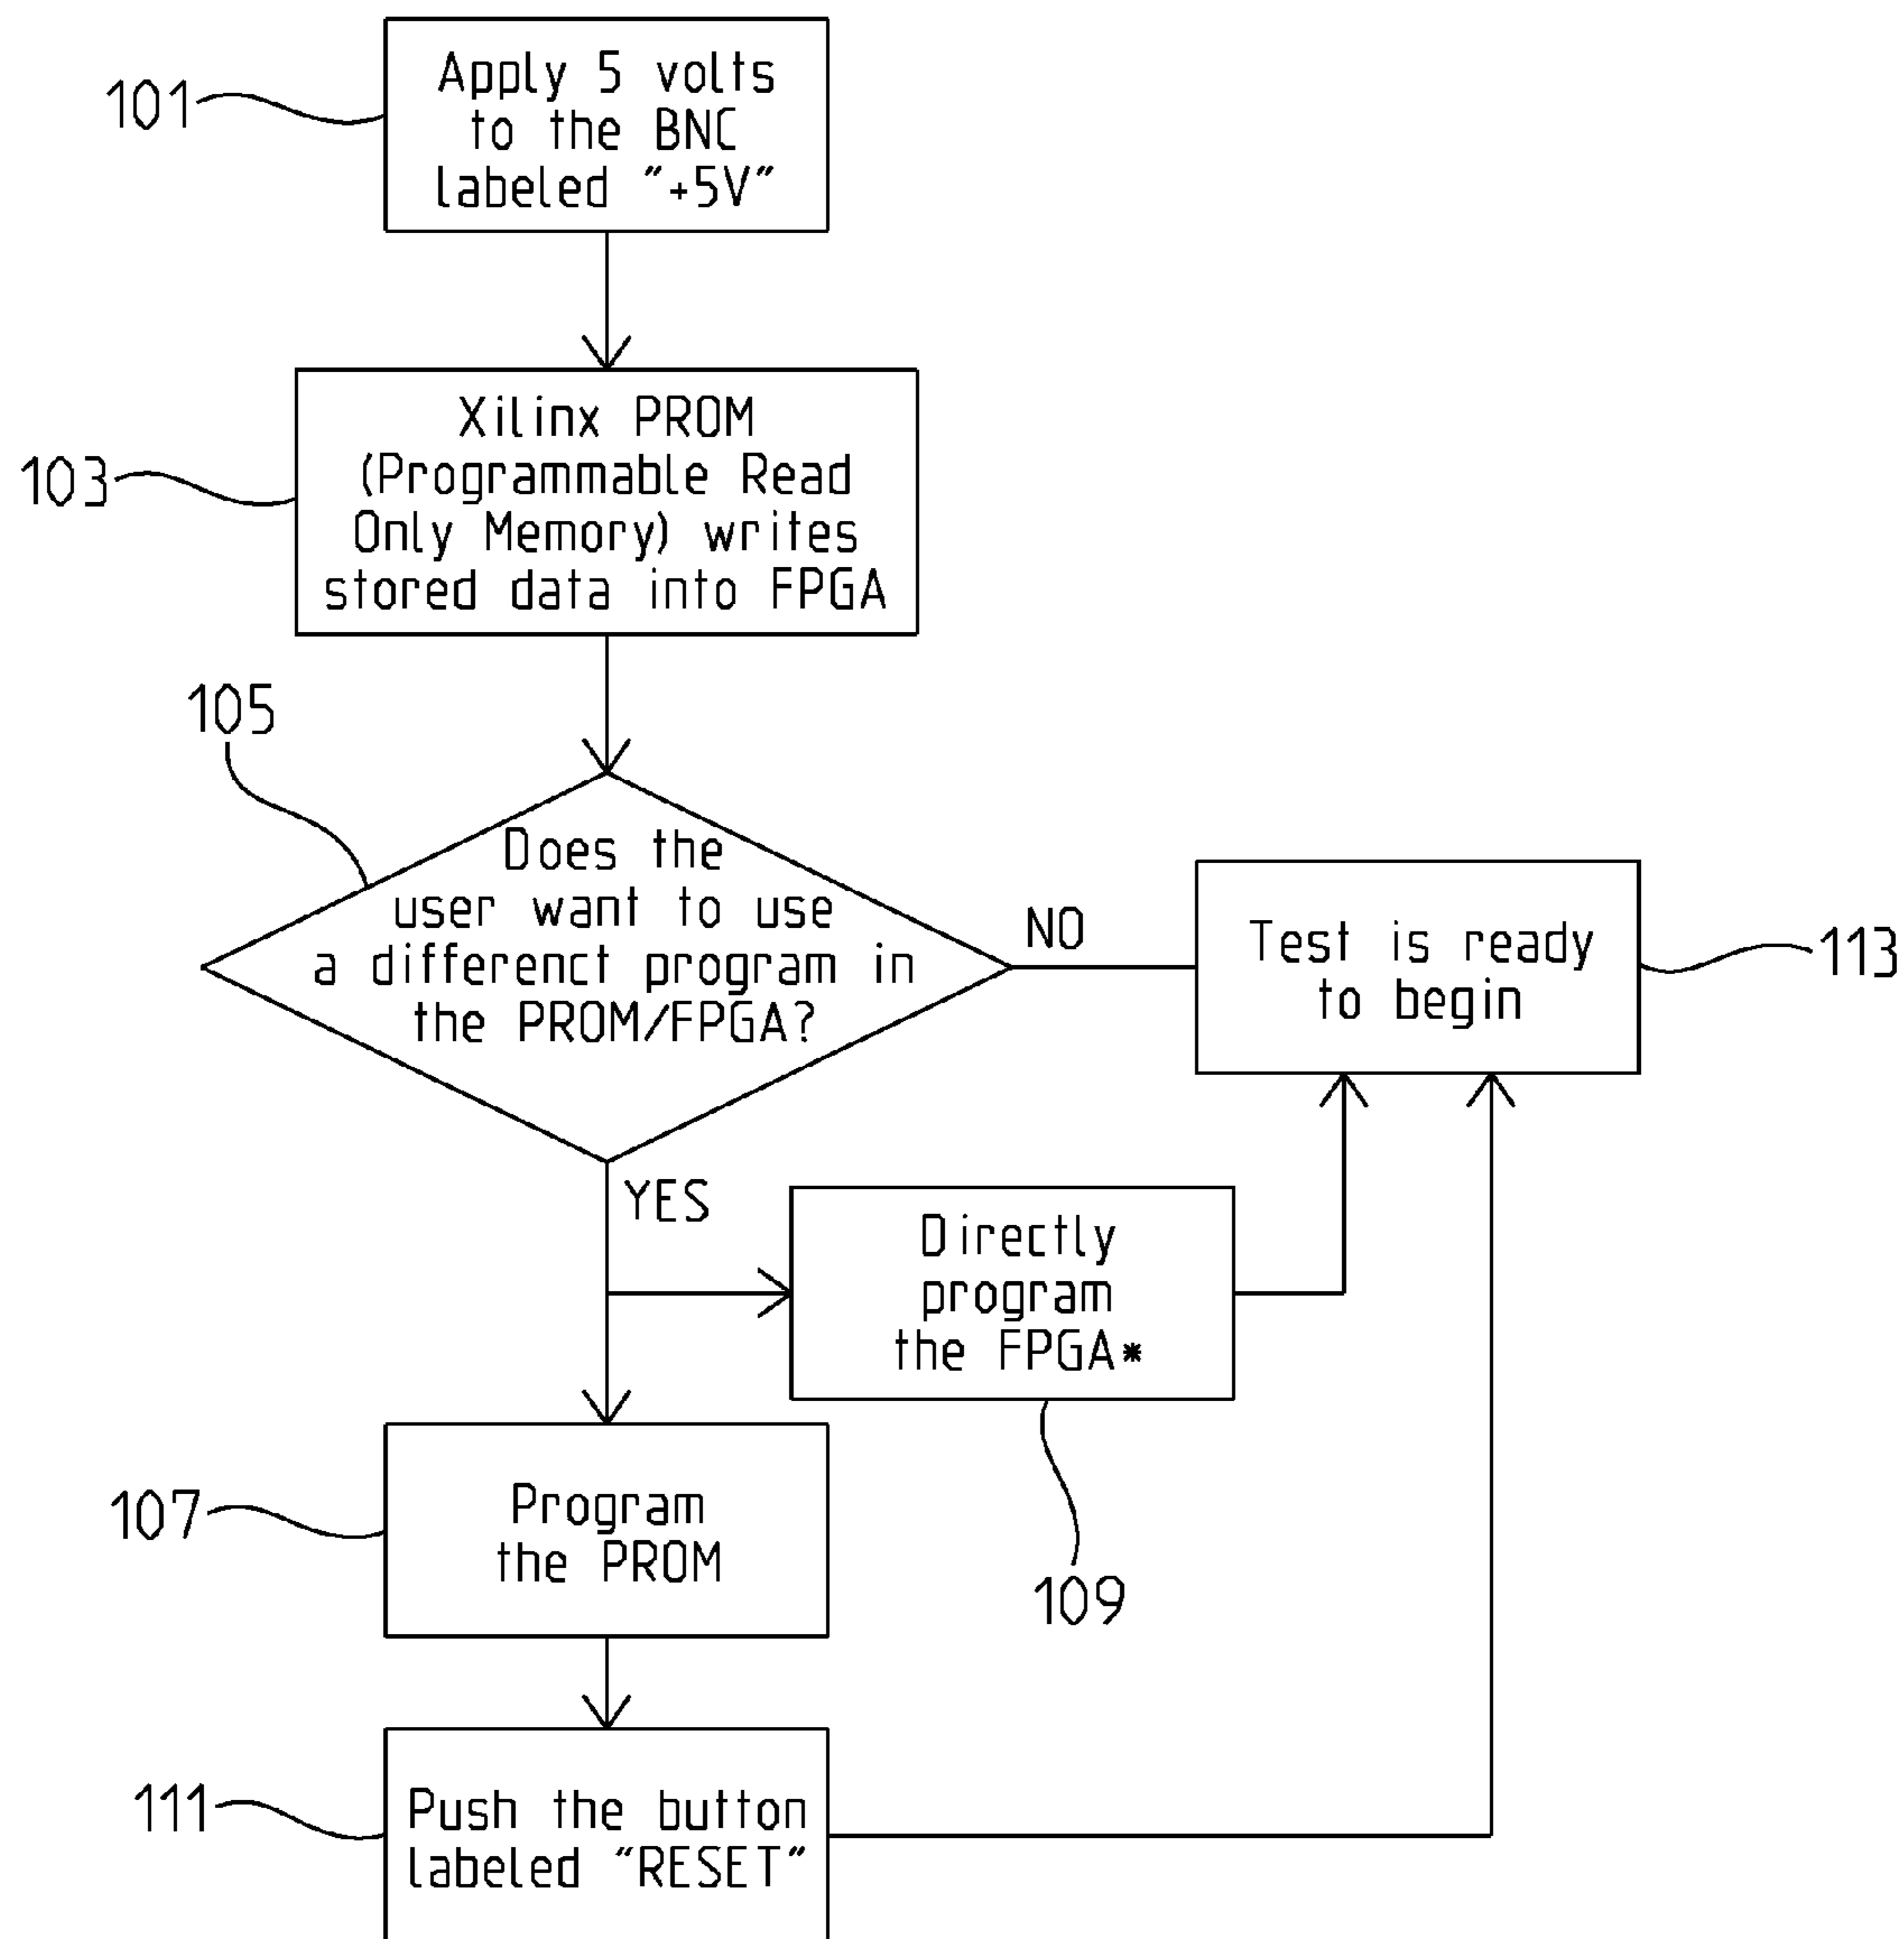 101
Apply 5 volts
to the BNC
labeled "+5V"
103
Xilinx PROM
(Programmable Read
Only Memory) writes
stored data into FPGA
105
Does the
user want to use
a differenct program in
the PROM/FPGA?
NO
Test is ready
to begin
113
YES
Directly
program
the FPGA*
109
107
Program
the PROM
111
Push the button
labeled "RESET"